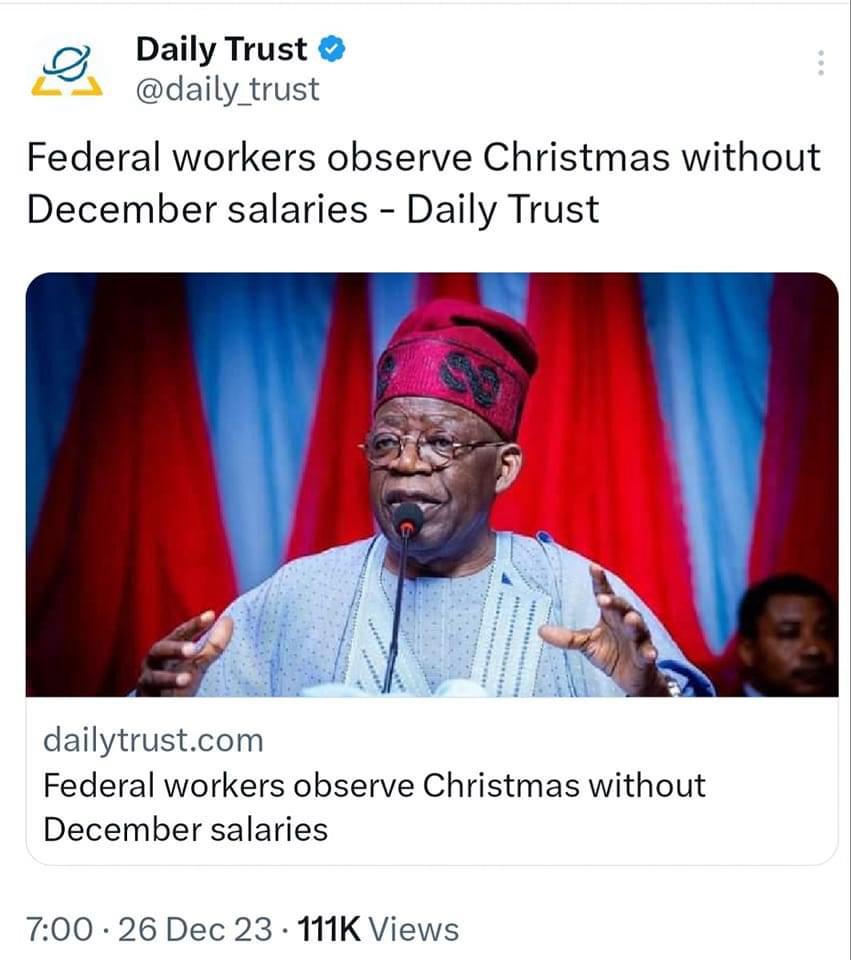 Daily Trust
@daily_trust
Federal workers observe Christmas without
December salaries - Daily Trust
dailytrust.com
Federal workers observe Christmas without
December salaries
7:00 · 26 Dec 23 · 111K Views